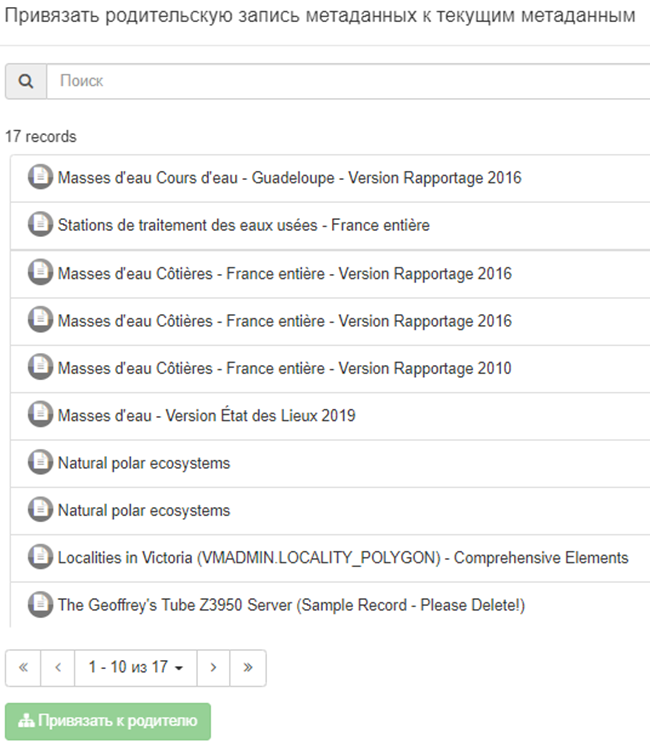 Привязать родительскую запись метаданных к текущим метаданным
Поиск
17 records
Masses d'eau Cours d'eau - Guadeloupe - Version Rapportage 2016
Stations de traitement des eaux usées - France entière
Masses d'eau Côtières - France entière - Version Rapportage 2016
Masses d'eau Côtières - France entière - Version Rapportage 2016
Masses d'eau Côtières - France entière - Version Rapportage 2010
Masses d'eau - Version État des Lieux 2019
Natural polar ecosystems
Natural polar ecosystems
Localities in Victoria (VMADMIN.LOCALITY_POLYGON) - Comprehensive Elements
The Geoffrey's Tube Z3950 Server (Sample Record - Please Delete!)
« ‹ 1 - 10 из 17 › »
Привязать к родителю